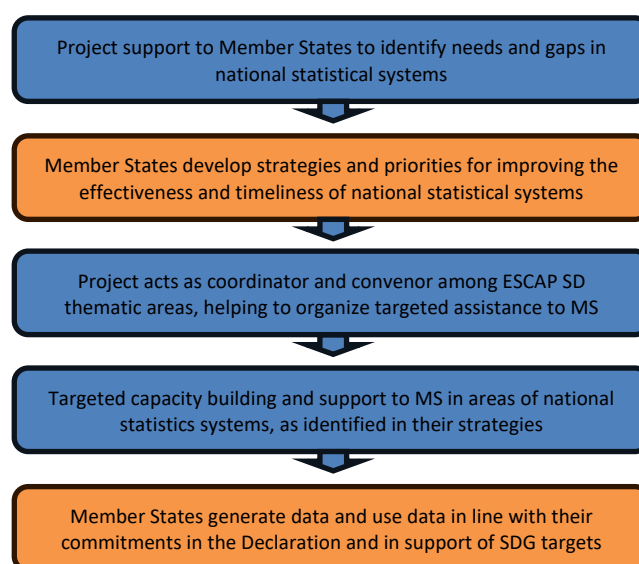 Project support to Member States to identify needs and gaps in
national statistical systems
Member States develop strategies and priorities for improving the
effectiveness and timeliness of national statistical systems
Project acts as coordinator and convenor among ESCAP SD
thematic areas, helping to organize targeted assistance to MS
Targeted capacity building and support to MS in areas of national
statistics systems, as identified in their strategies
Member States generate data and use data in line with their
commitments in the Declaration and in support of SDG targets